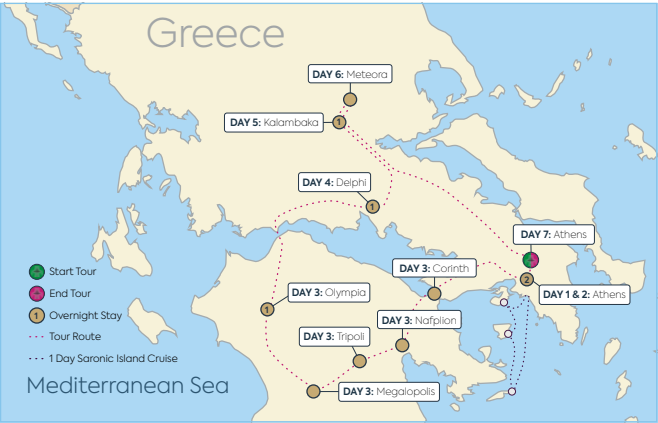 Greece
DAY 6: Meteora
DAY 5: Kalambaka
1
DAY 4: Delphi
1
DAY 7: Athens
2
DAY 1 & 2: Athens
DAY 3: Corinth
DAY 3: Olympia
1
DAY 3: Nafplion
DAY 3: Tripoli
DAY 3: Megalopolis
Start Tour
End Tour
1 Overnight Stay
Tour Route
1 Day Saronic Island Cruise
Mediterranean Sea